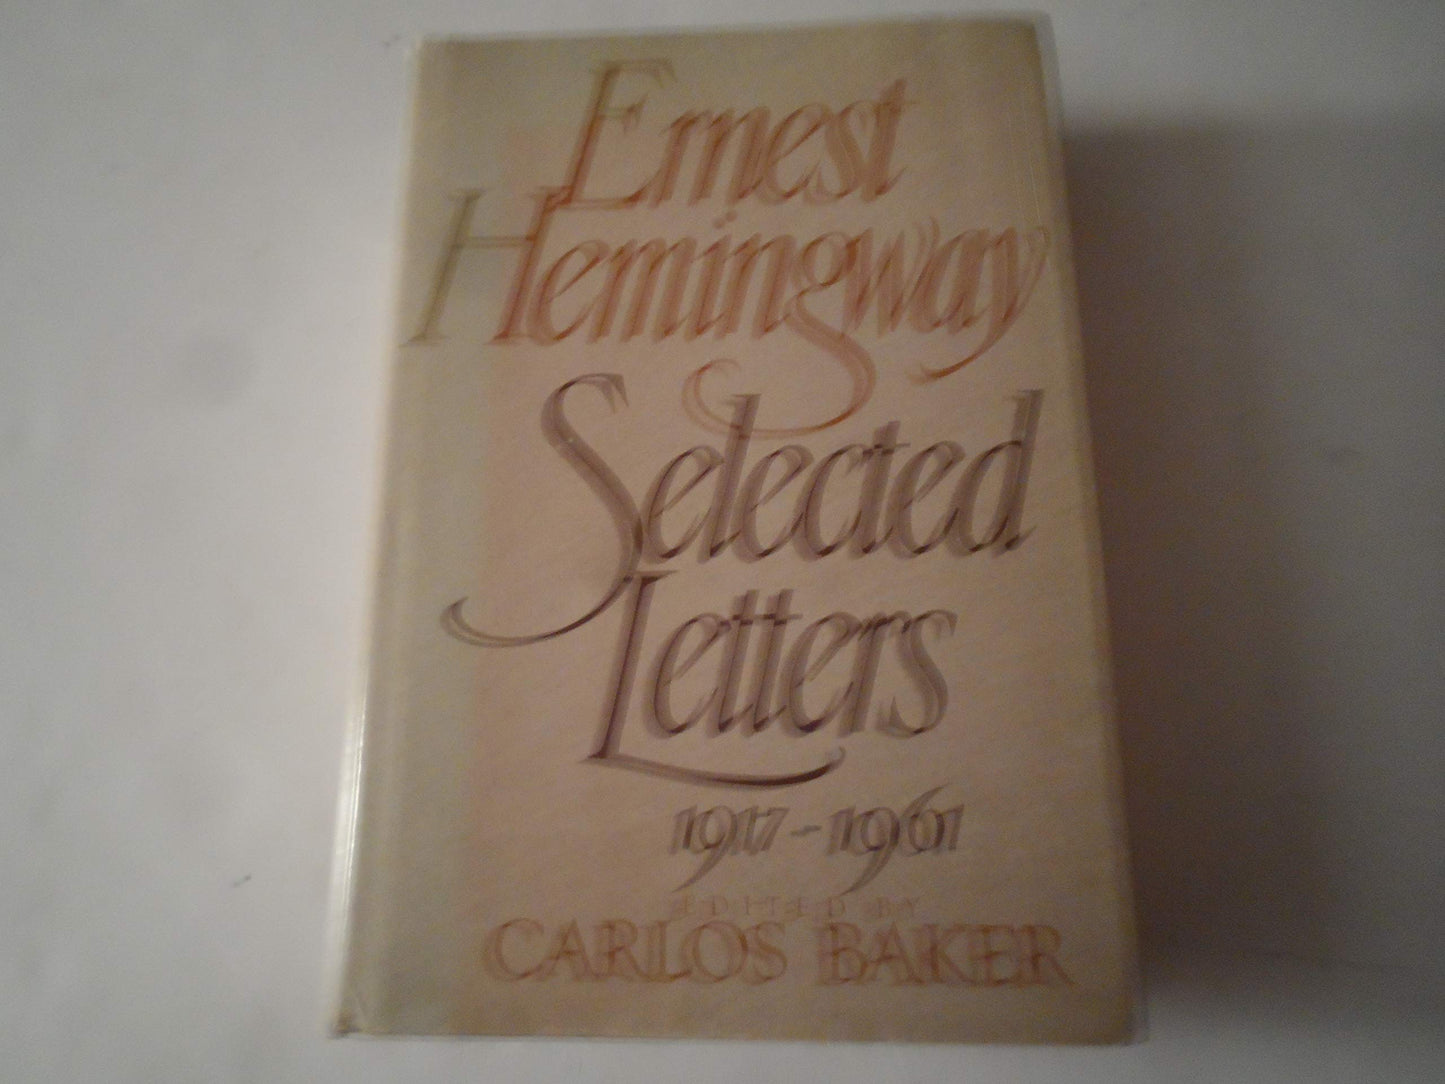 Ernest
Hemingway
Selected
Letters
1917-1961
EDITED BY
CARLOS BAKER